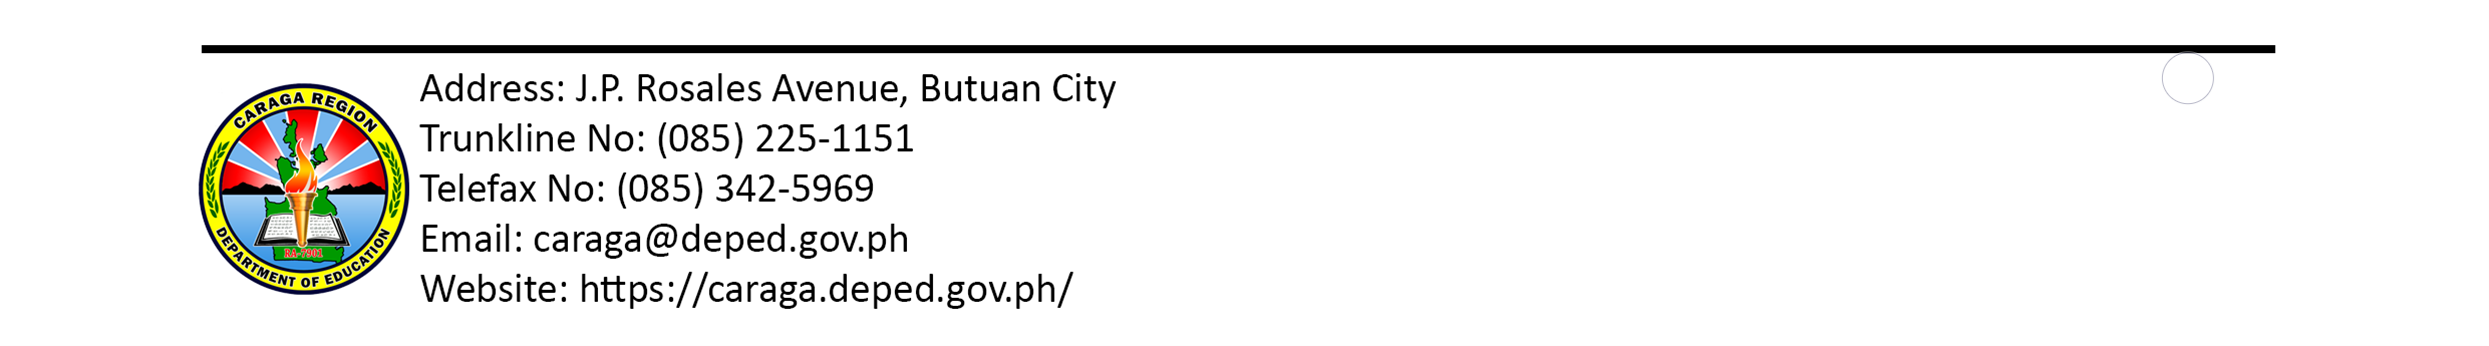 CARAGA REGION
DEPARTMENT OF EDUCATION
RA-7901
Address: J.P. Rosales Avenue, Butuan City
Trunkline No: (085) 225-1151
Telefax No: (085) 342-5969
Email: caraga@deped.gov.ph
Website: https://caraga.deped.gov.ph/